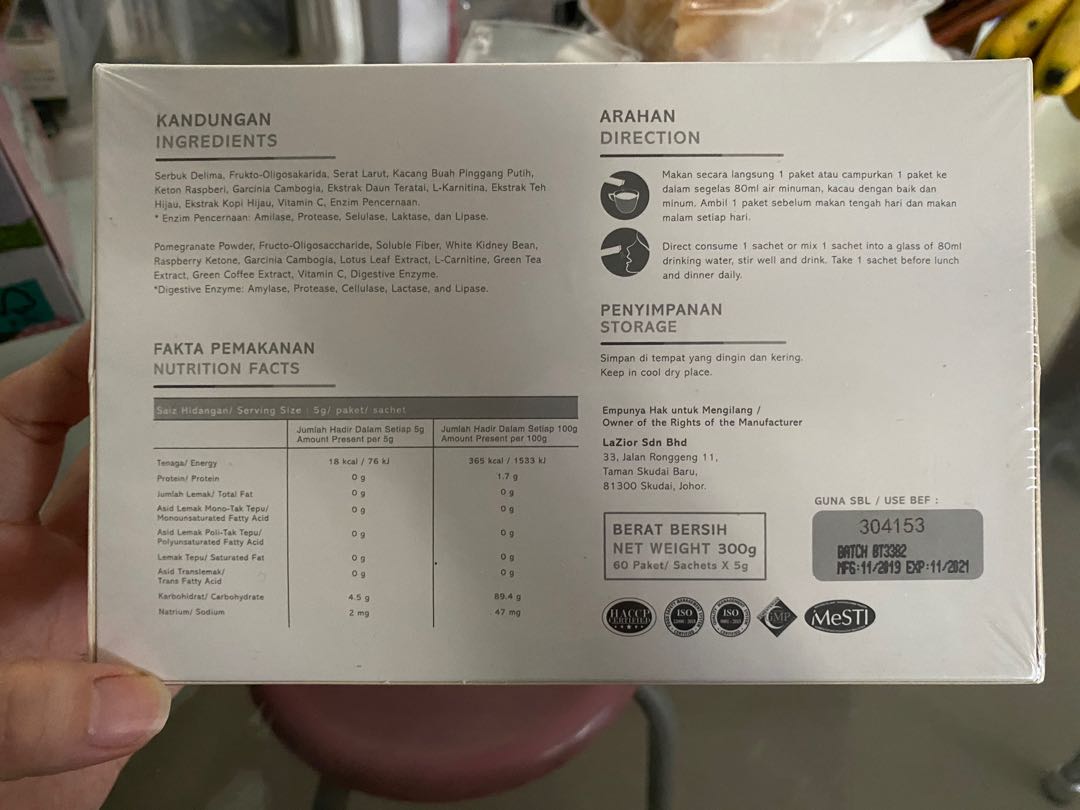 KANDUNGAN
INGREDIENTS
Serbuk Delima, Frukto-Oligosakarida, Serat Larut, Kacang Buah Pinggang Putih,
Keton Raspberi, Garcinia Cambogia, Ekstrak Daun Teratai, L-Karnitina, Ekstrak Teh
Hijau, Ekstrak Kopi Hijau, Vitamin C, Enzim Pencernaan.
* Enzim Pencernaan: Amilase, Protease, Selulase, Laktase, dan Lipase.
Pomegranate Powder, Fructo-Oligosaccharide, Soluble Fiber, White Kidney Bean,
Raspberry Ketone, Garcinia Cambogia, Lotus Leaf Extract, L-Carnitine, Green Tea
Extract, Green Coffee Extract, Vitamin C, Digestive Enzyme.
*Digestive Enzyme: Amylase, Protease, Cellulase, Lactase, and Lipase.
FAKTA PEMAKANAN
NUTRITION FACTS
Saiz Hidangan/ Serving Size : 5g/ paket/ sachet
Jumlah Hadir Dalam Setiap 5g
Amount Present per 5g
Jumlah Hadir Dalam Setiap 100g
Amount Present per 100g
Tenaga/ Energy 18 kcal / 76 kJ 365 kcal / 1533 kJ
Protein/ Protein 0 g 1.7 g
Jumlah Lemak/ Total Fat 0 g 0 g
Asid Lemak Mono-Tak Tepu/
Monounsaturated Fatty Acid 0 g 0 g
Asid Lemak Poli-Tak Tepu/
Polyunsaturated Fatty Acid 0 g 0 g
Lemak Tepu/ Saturated Fat 0 g 0 g
Asid Translemak/
Trans Fatty Acid 0 g 0 g
Karbohidrat/ Carbohydrate 4.5 g 89.4 g
Natrium/ Sodium 2 mg 47 mg
ARAHAN
DIRECTION
Makan secara langsung 1 paket atau campurkan 1 paket ke
dalam segelas 80ml air minuman, kacau dengan baik dan
minum. Ambil 1 paket sebelum makan tengah hari dan makan
malam setiap hari.
Direct consume 1 sachet or mix 1 sachet into a glass of 80ml
drinking water, stir well and drink. Take 1 sachet before lunch
and dinner daily.
PENYIMPANAN
STORAGE
Simpan di tempat yang dingin dan kering.
Keep in cool dry place.
Empunya Hak untuk Mengilang /
Owner of the Rights of the Manufacturer
LaZior Sdn Bhd
33, Jalan Ronggeng 11,
Taman Skudai Baru,
81300 Skudai, Johor.
BERAT BERSIH
NET WEIGHT 300g
60 Paket/ Sachets X 5g
GUNA SBL / USE BEF :
304153
BATCH BT3382
MFG:11/2019 EXP:11/2021
HACCP
CERTIFIED
ISO
ISO
GMP
MeSTI